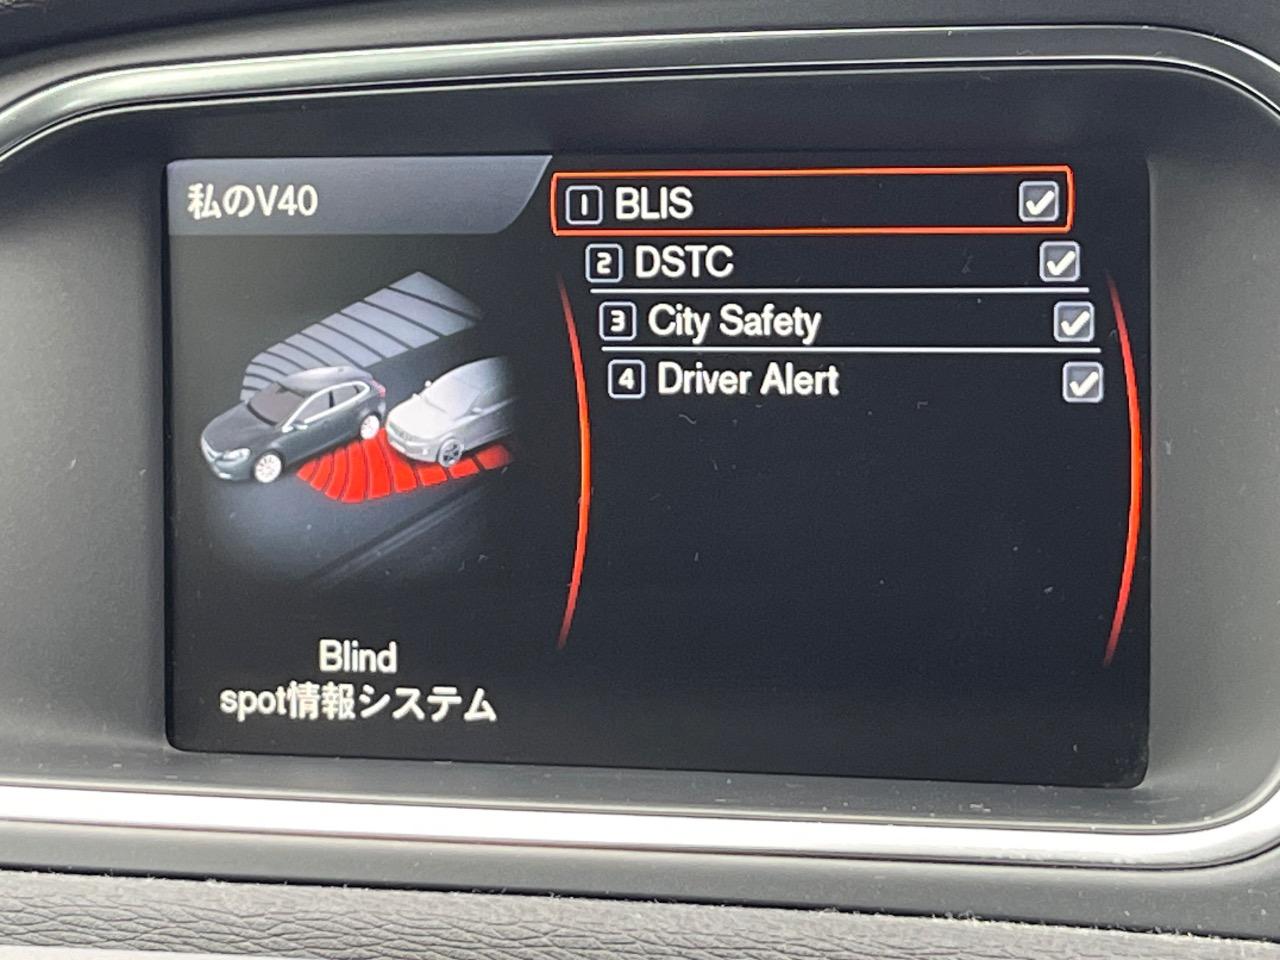 私のV40
1 BLIS
2 DSTC
3 City Safety
4 Driver Alert
Blind
spot情報システム